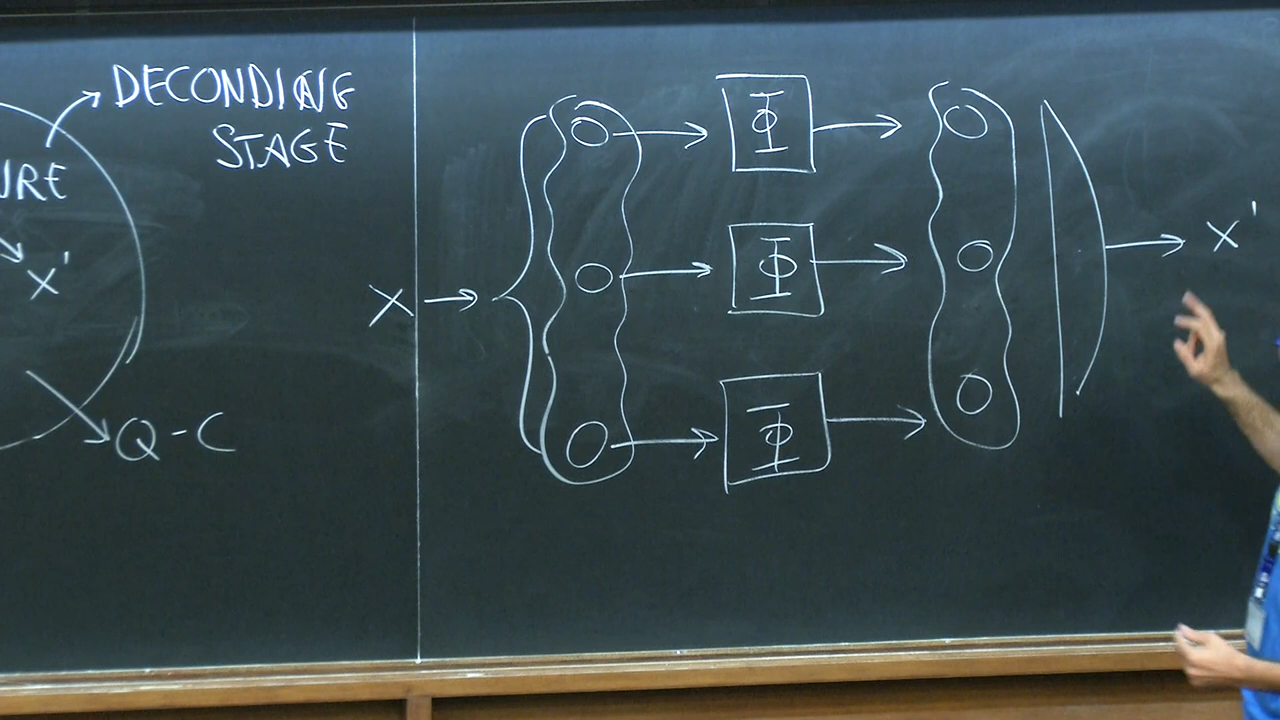 DECONDING
STAGE
URE
X'
Q-C
X
Φ
Φ
Φ
X'